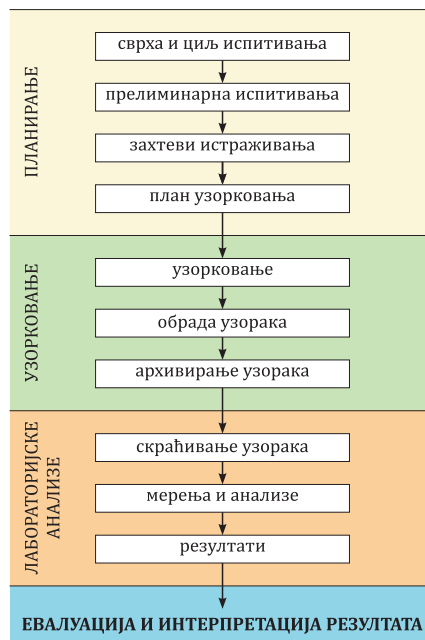 ПЛАНИРАЊЕ
сврха и циљ испитивања
прелиминарна испитивања
захтеви истраживања
план узорковања
УЗОРКОВАЊЕ
узорковање
обрада узорака
архивирање узорака
ЛАБОРАТОРИЈСКЕ
АНАЛИЗЕ
скраћивање узорака
мерења и анализе
резултати
ЕВАЛУАЦИЈА И ИНТЕРПРЕТАЦИЈА РЕЗУЛТАТА